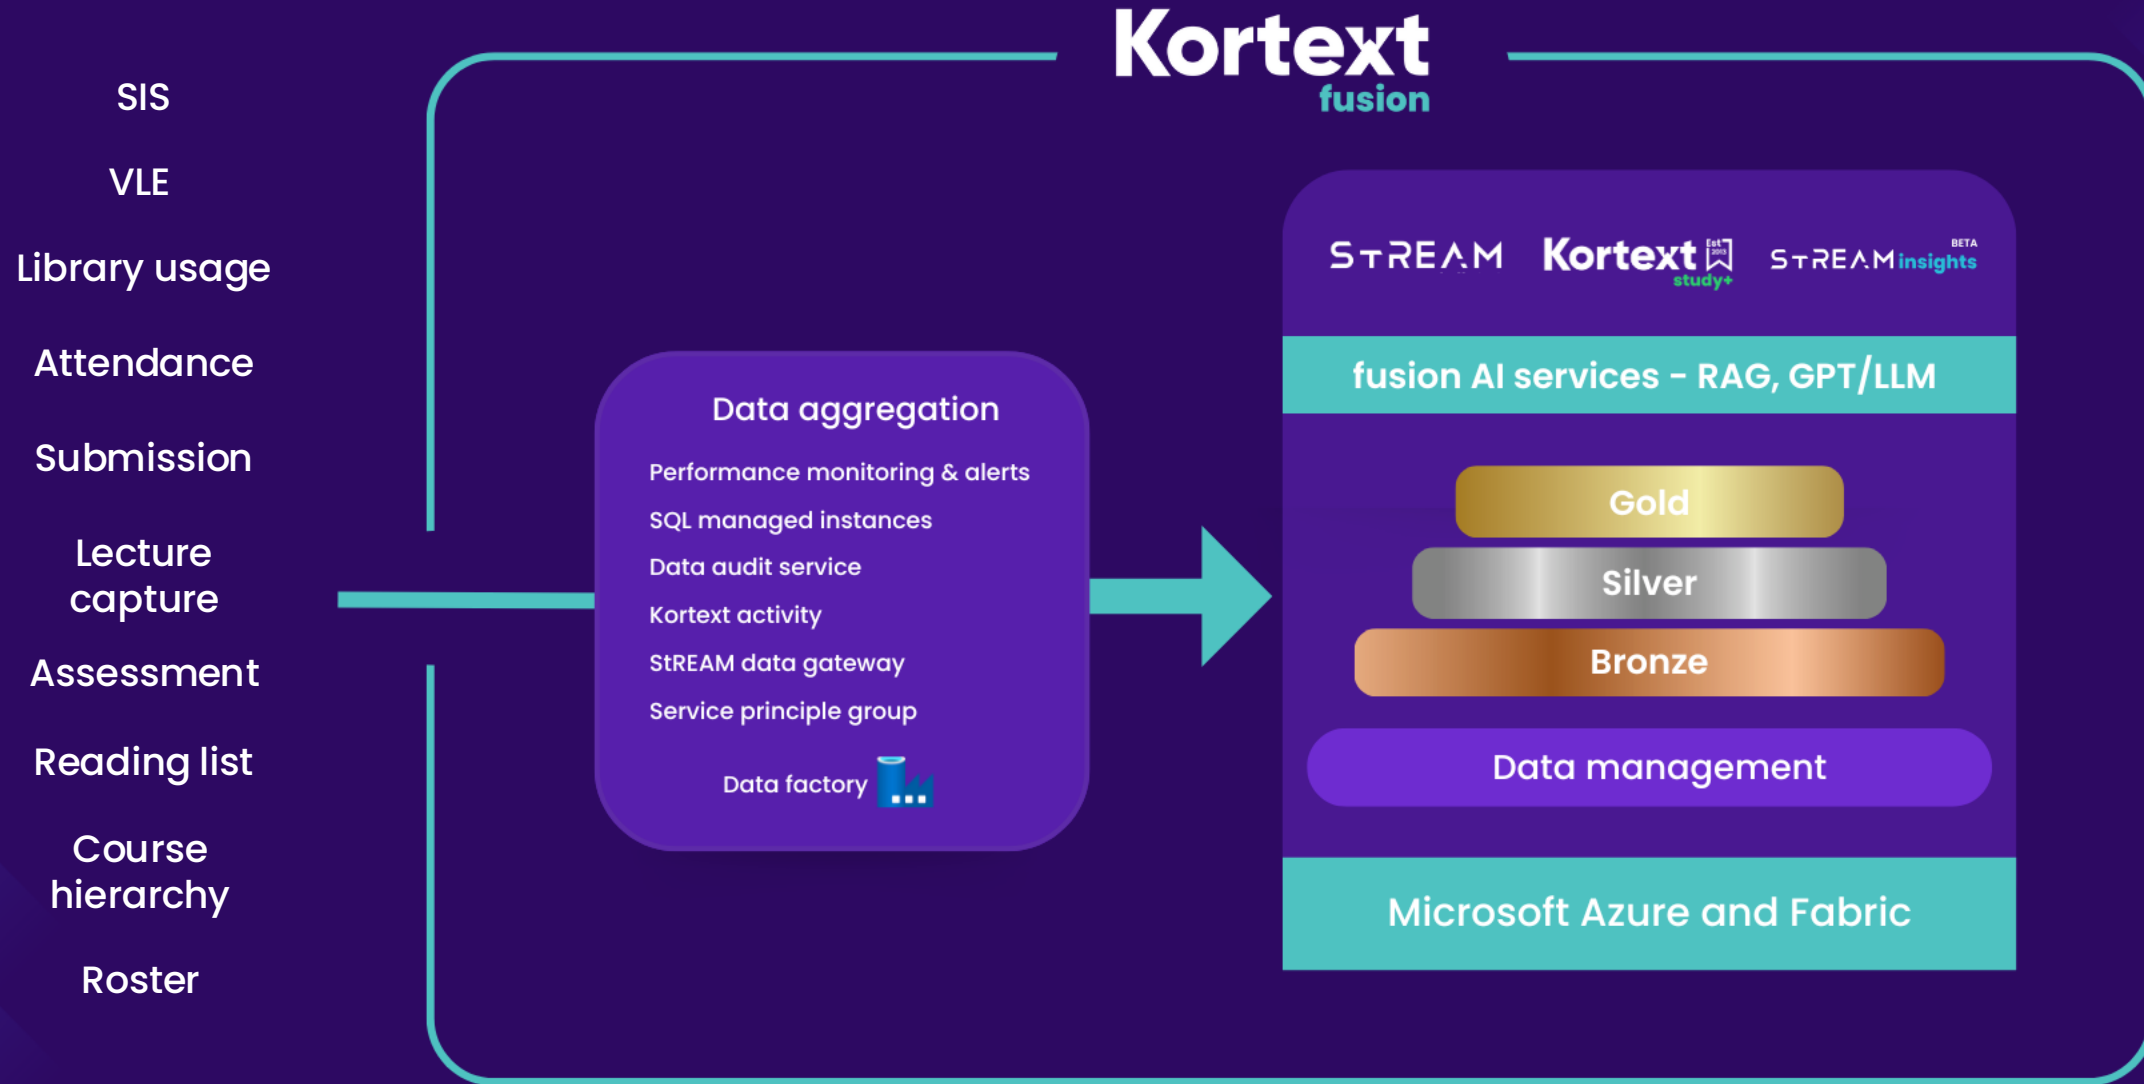 Kortext
fusion
SIS
VLE
Library usage
Attendance
Submission
Lecture
capture
Assessment
Reading list
Course
hierarchy
Roster
Data aggregation
Performance monitoring & alerts
SQL managed instances
Data audit service
Kortext activity
StREAM data gateway
Service principle group
Data factory
StREAM
Kortext Est 2013
study+
StREAM insights BETA
fusion AI services - RAG, GPT/LLM
Gold
Silver
Bronze
Data management
Microsoft Azure and Fabric